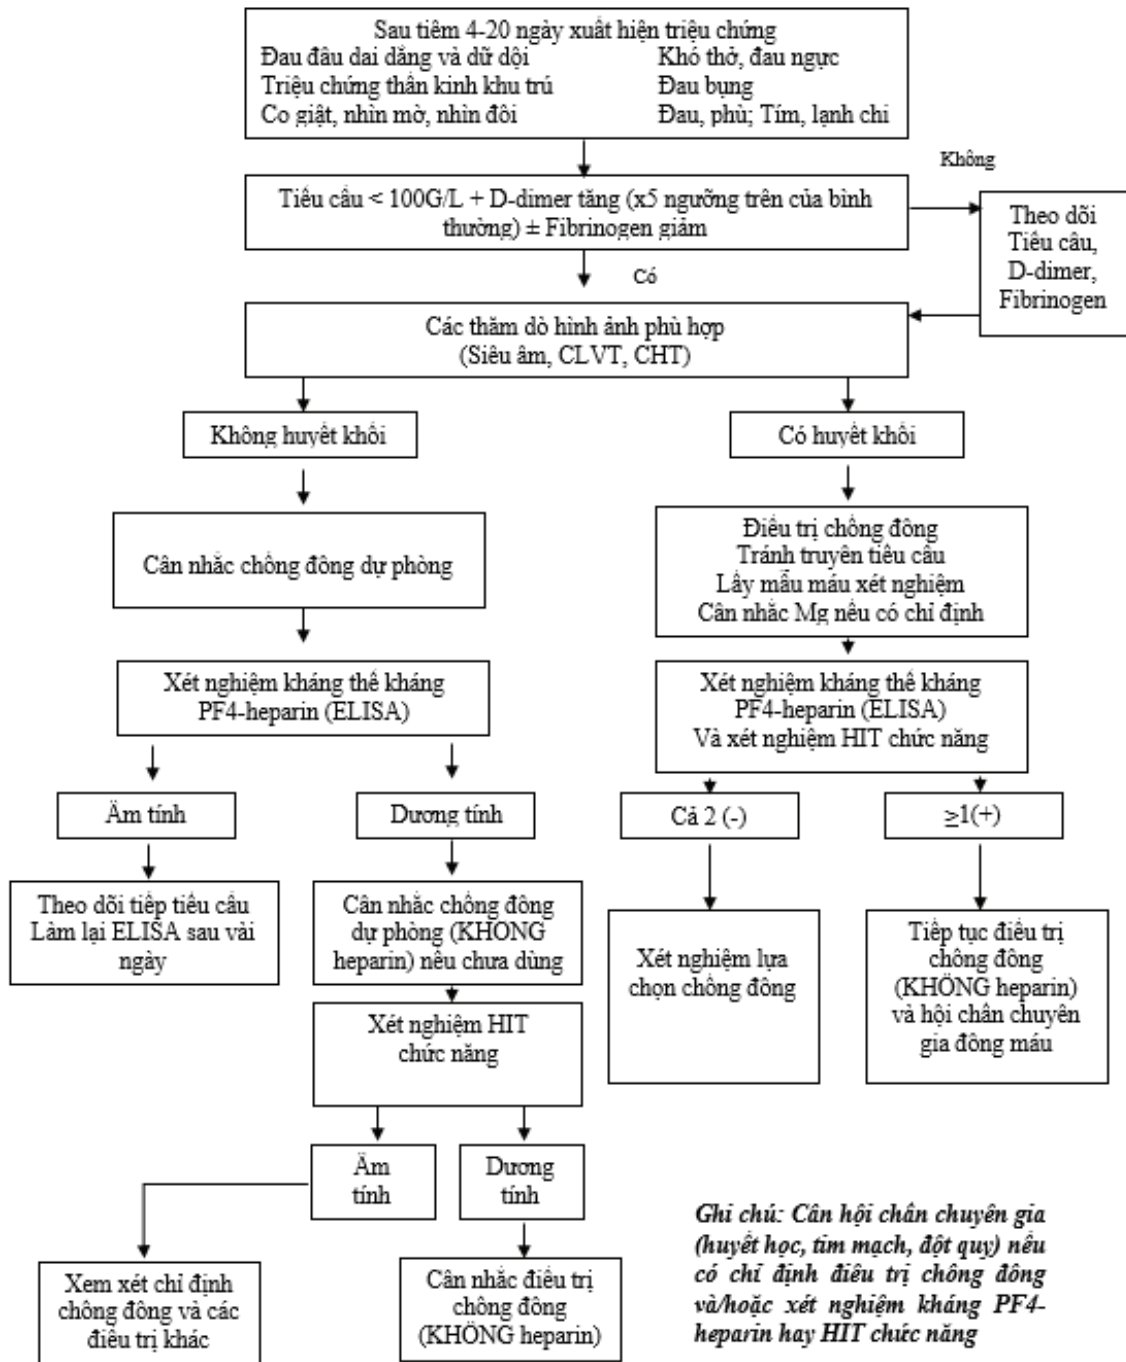 Sau tiêm 4-20 ngày xuất hiện triệu chứng
Đau đầu dai dẳng và dữ dội
Khó thở, đau ngực
Triệu chứng thần kinh khu trú
Đau bụng
Co giật, nhìn mờ, nhìn đôi
Đau, phù; Tím, lạnh chi
Không
Tiểu cầu < 100G/L + D-dimer tăng (x5 ngưỡng trên của bình
thường) ± Fibrinogen giảm
Theo dõi
Tiểu cầu,
D-dimer,
Fibrinogen
Có
Các thăm dò hình ảnh phù hợp
(Siêu âm, CLVT, CHT)
Không huyết khối
Có huyết khối
Cân nhắc chống đông dự phòng
Điều trị chống đông
Tránh truyền tiểu cầu
Lấy mẫu máu xét nghiệm
Cân nhắc Mg nếu có chỉ định
Xét nghiệm kháng thể kháng
PF4-heparin (ELISA)
Xét nghiệm kháng thể kháng
PF4-heparin (ELISA)
Và xét nghiệm HIT chức năng
Âm tính
Dương tính
Cả 2 (-)
≥1(+)
Theo dõi tiếp tiểu cầu
Làm lại ELISA sau vài
ngày
Cân nhắc chống đông
dự phòng (KHÔNG
heparin) nếu chưa dùng
Xét nghiệm lựa
chọn chống đông
Tiếp tục điều trị
chống đông
(KHÔNG heparin)
và hội chẩn chuyên
gia đông máu
Xét nghiệm HIT
chức năng
Âm
tính
Dương
tính
Xem xét chỉ định
chống đông và các
điều trị khác
Cân nhắc điều trị
chống đông
(KHÔNG heparin)
Ghi chú: Cần hội chẩn chuyên gia
(huyết học, tim mạch, đột quỵ) nếu
có chỉ định điều trị chống đông
và/hoặc xét nghiệm kháng PF4-
heparin hay HIT chức năng